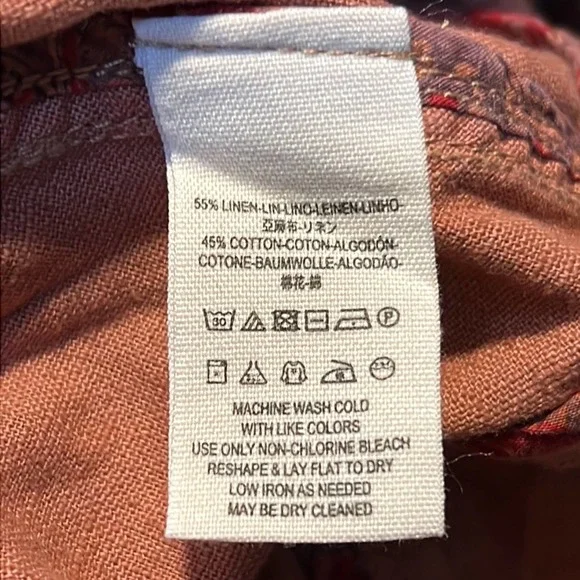 55% LINEN-LIN-LINO-LEINEN-LINHO-
亞麻布-リネン
45% COTTON-COTON-ALGODÓN-
COTONE-BAUMWOLLE-ALGODÃO-
棉花-綿
30 P
MACHINE WASH COLD
WITH LIKE COLORS
USE ONLY NON-CHLORINE BLEACH
RESHAPE & LAY FLAT TO DRY
LOW IRON AS NEEDED
MAY BE DRY CLEANED